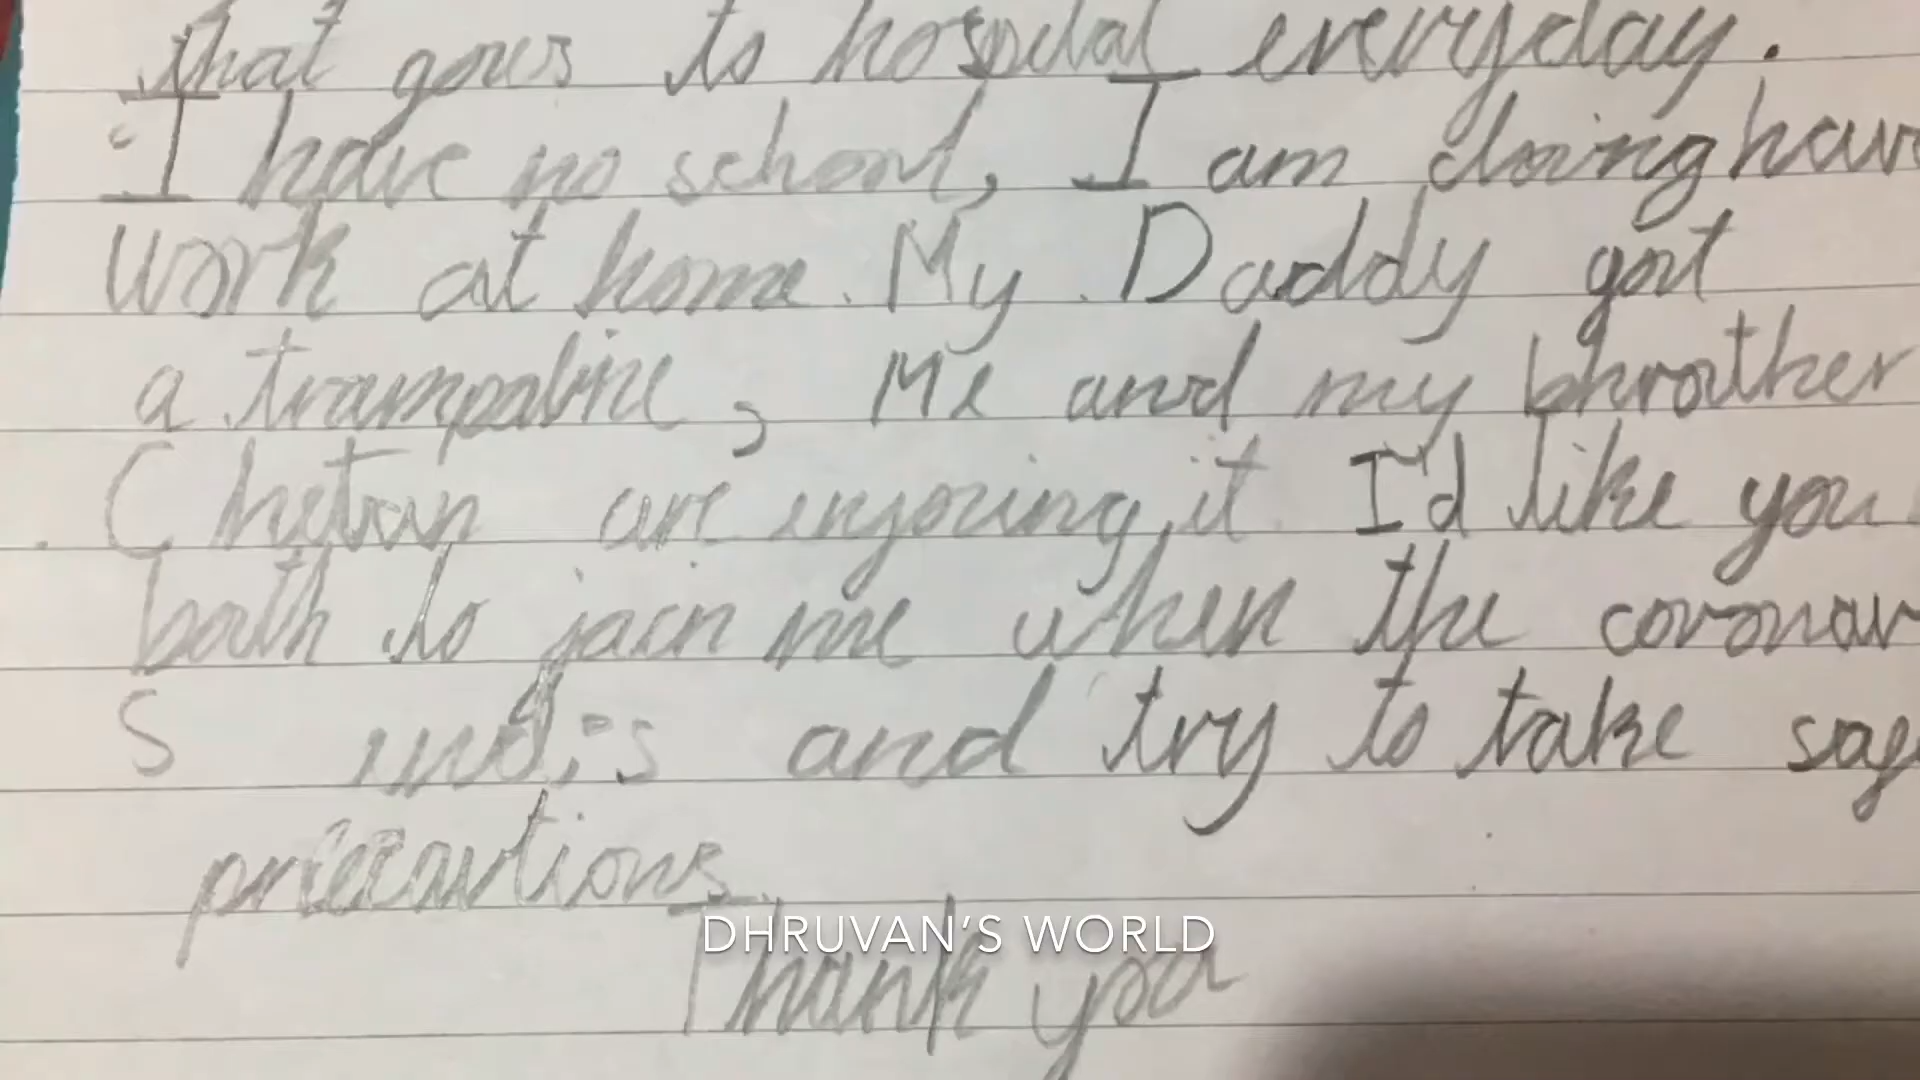 that goes to hospital everyday.
I have no school, I am doing
work at home. My Daddy got
a trampoline, Me and my bhrother
Chetan are enjoying it I'd like you
both to join me when the
S and try to take
precautions
DHRUVAN'S WORLD
Thank you